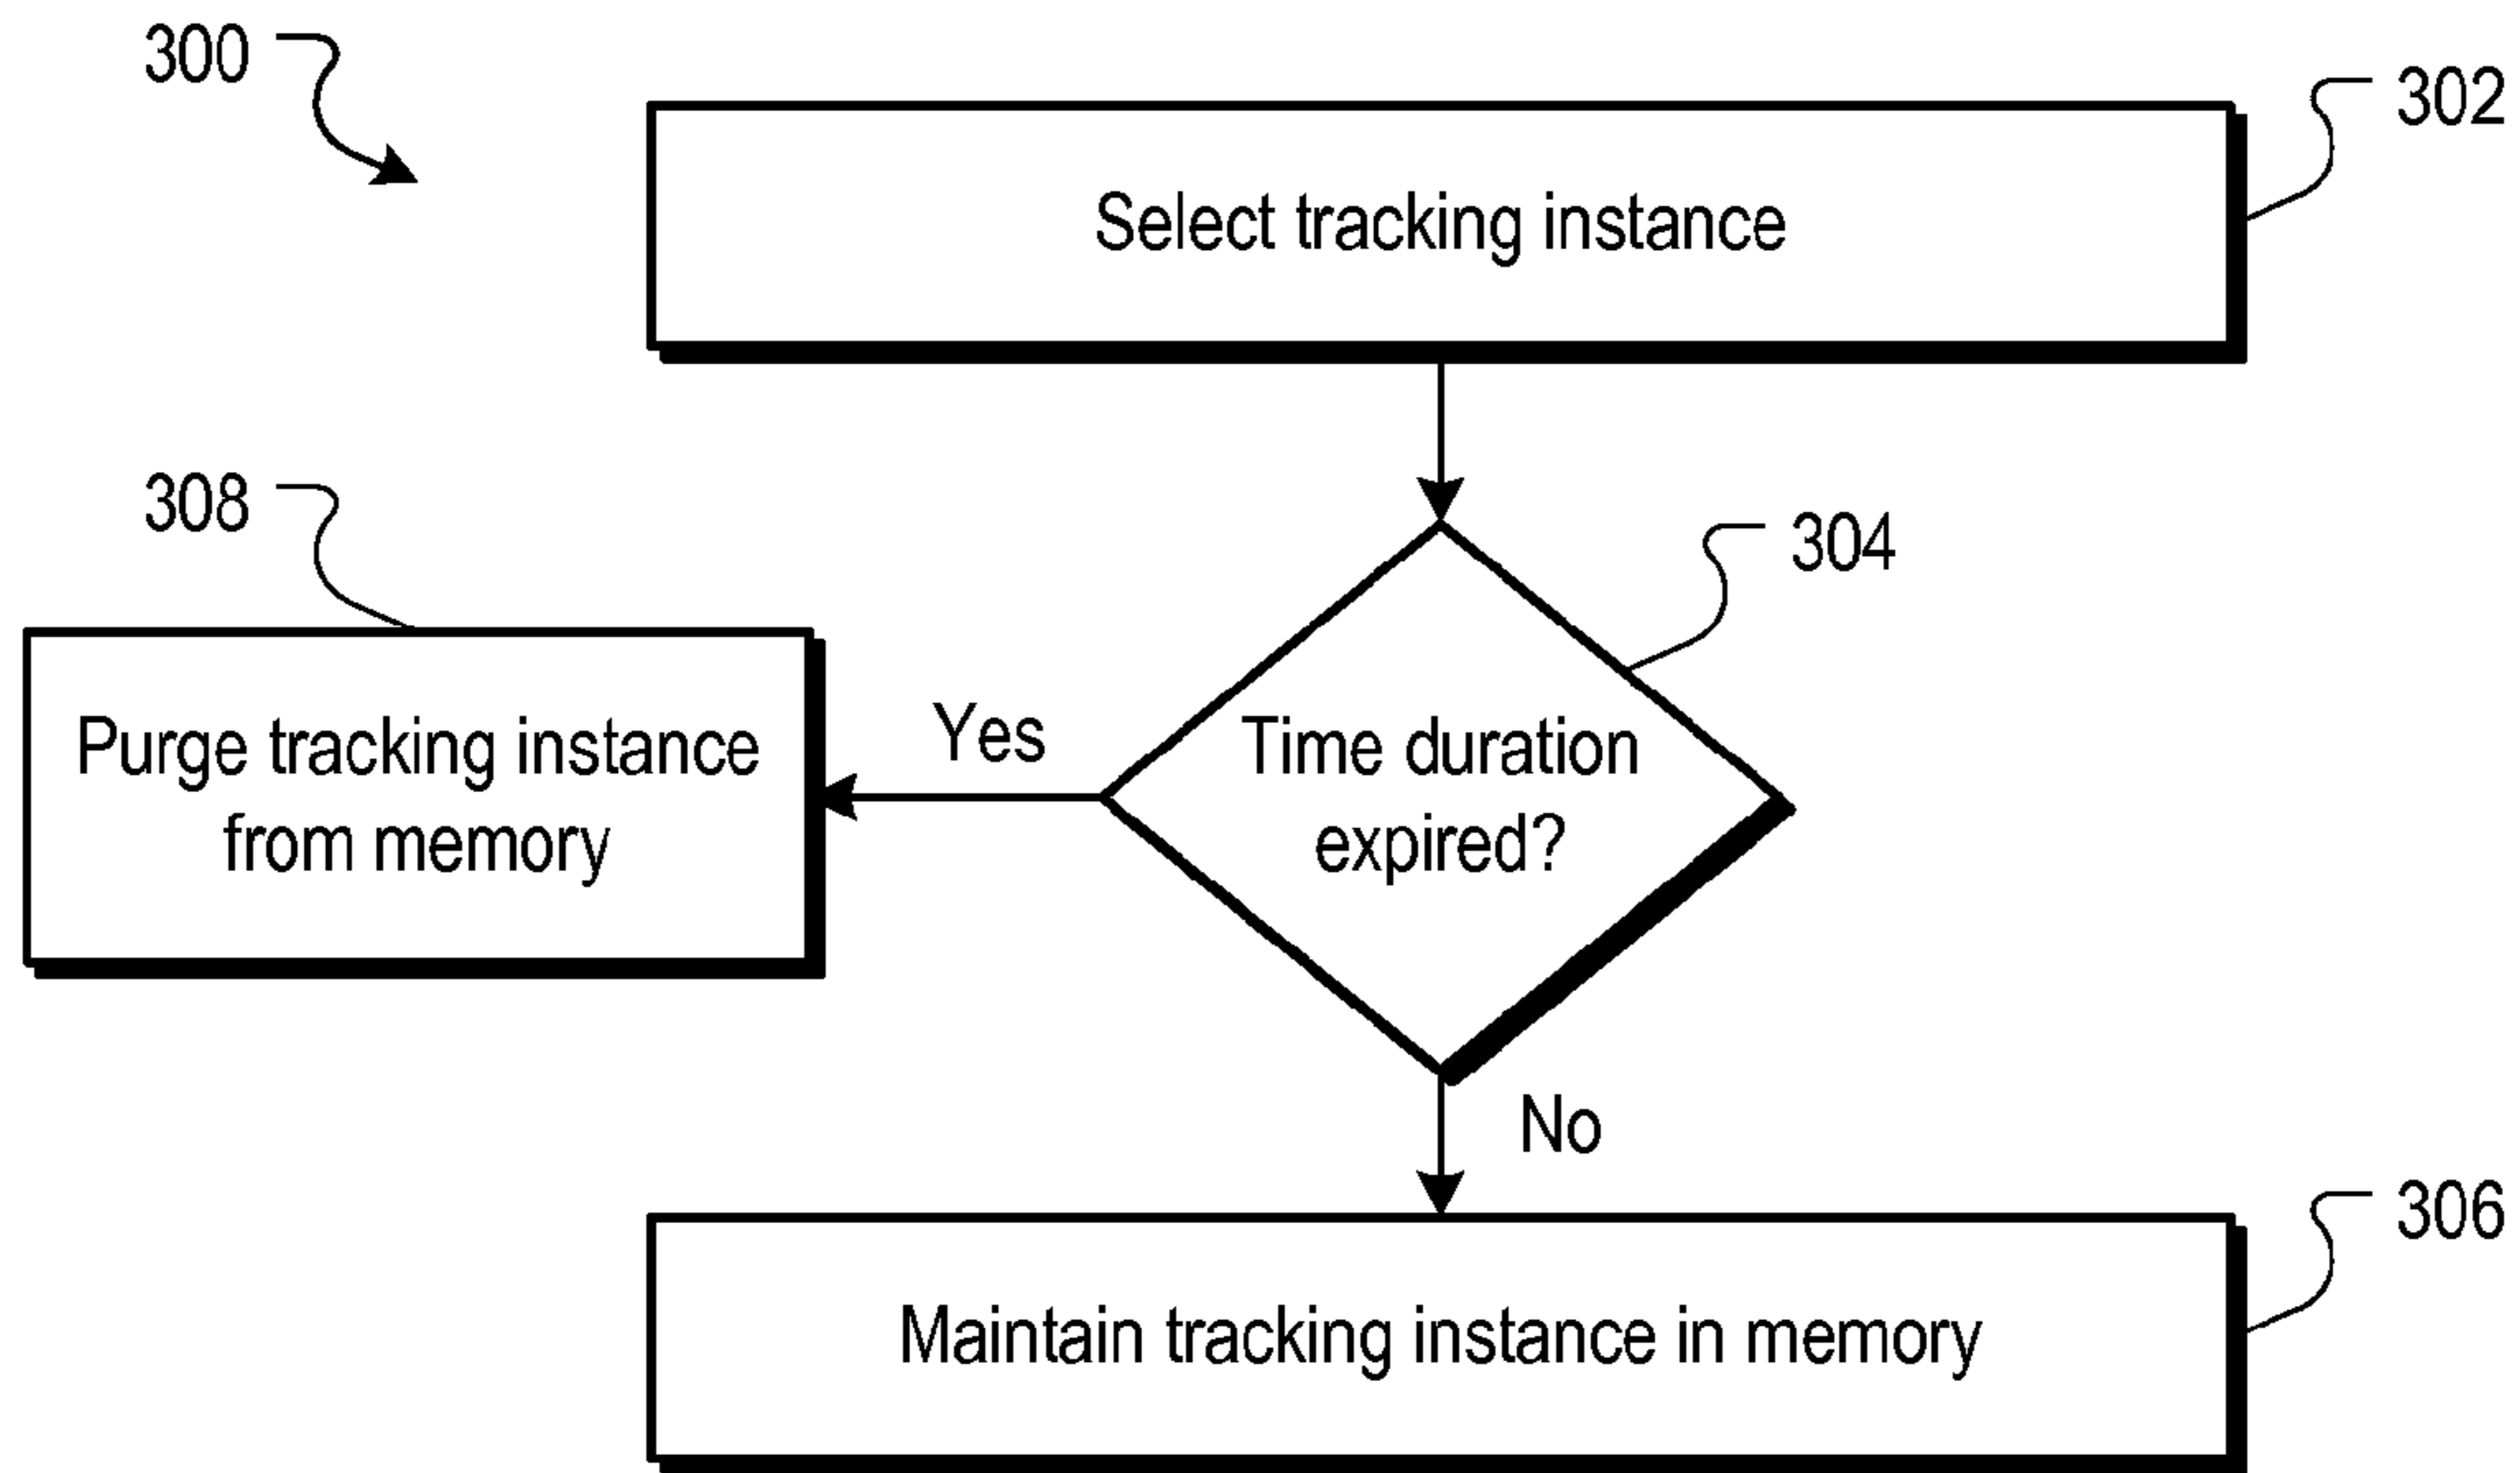 300
302
Select tracking instance
308
304
Yes
Time duration
expired?
Purge tracking instance
from memory
No
306
Maintain tracking instance in memory